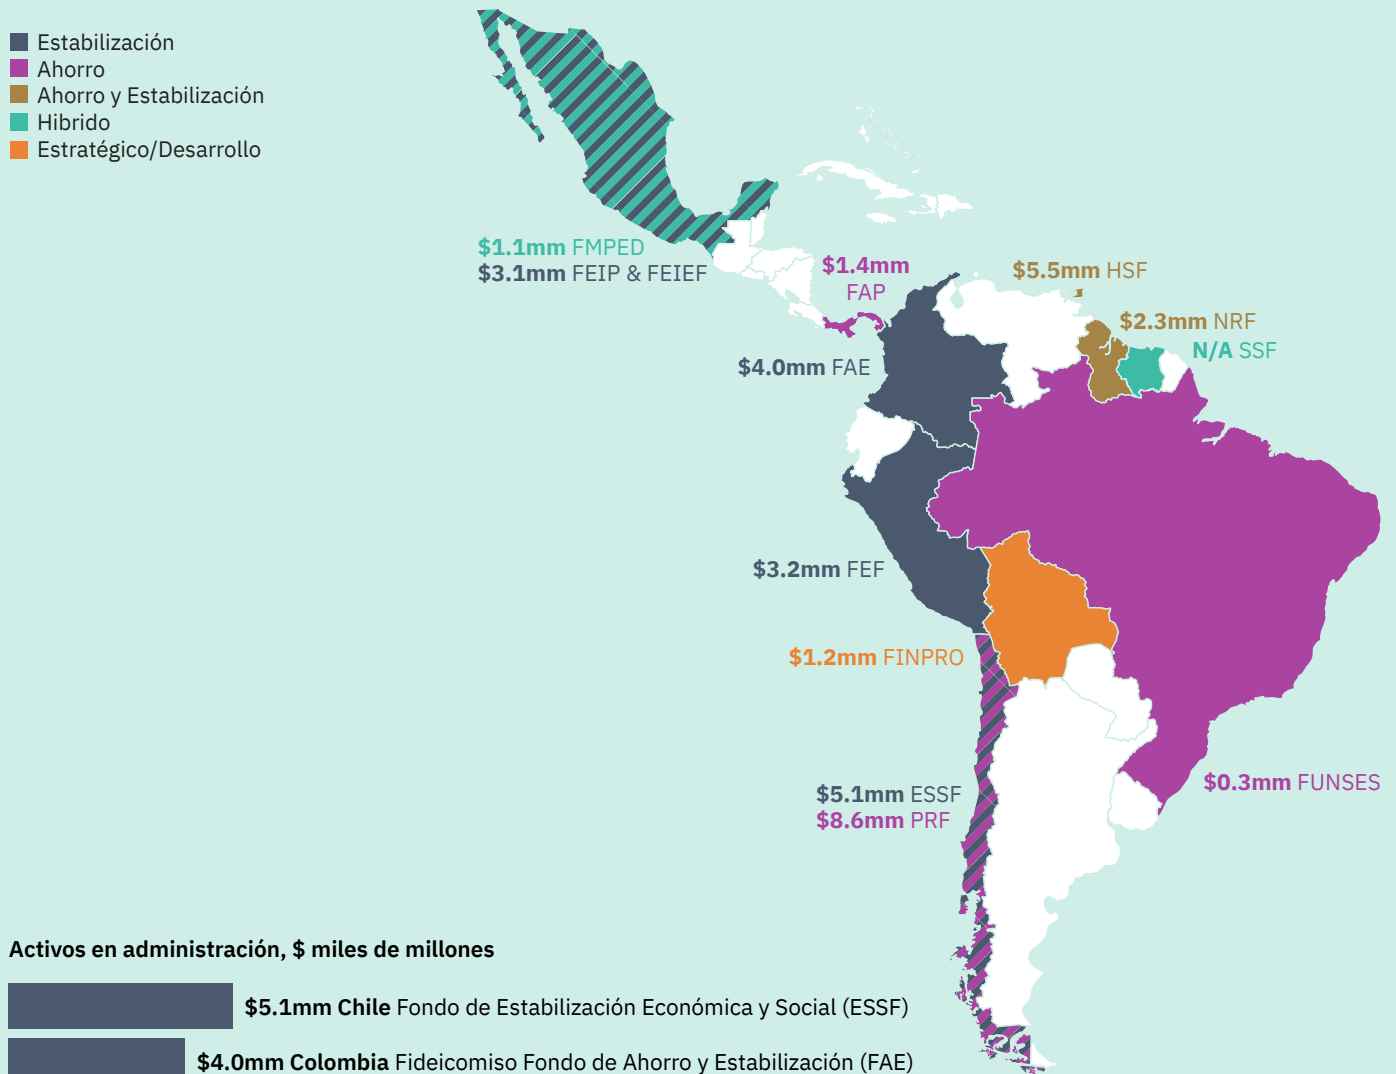 Estabilización
Ahorro
Ahorro y Estabilización
Hibrido
Estratégico/Desarrollo
$1.1mm FMPED
$3.1mm FEIP & FEIEF
$1.4mm
FAP
$5.5mm HSF
$2.3mm NRF
N/A SSF
$4.0mm FAE
$3.2mm FEF
$1.2mm FINPRO
$5.1mm ESSF
$8.6mm PRF
$0.3mm FUNSES
Activos en administración, $ miles de millones
$5.1mm Chile Fondo de Estabilización Económica y Social (ESSF)
$4.0mm Colombia Fideicomiso Fondo de Ahorro y Estabilización (FAE)